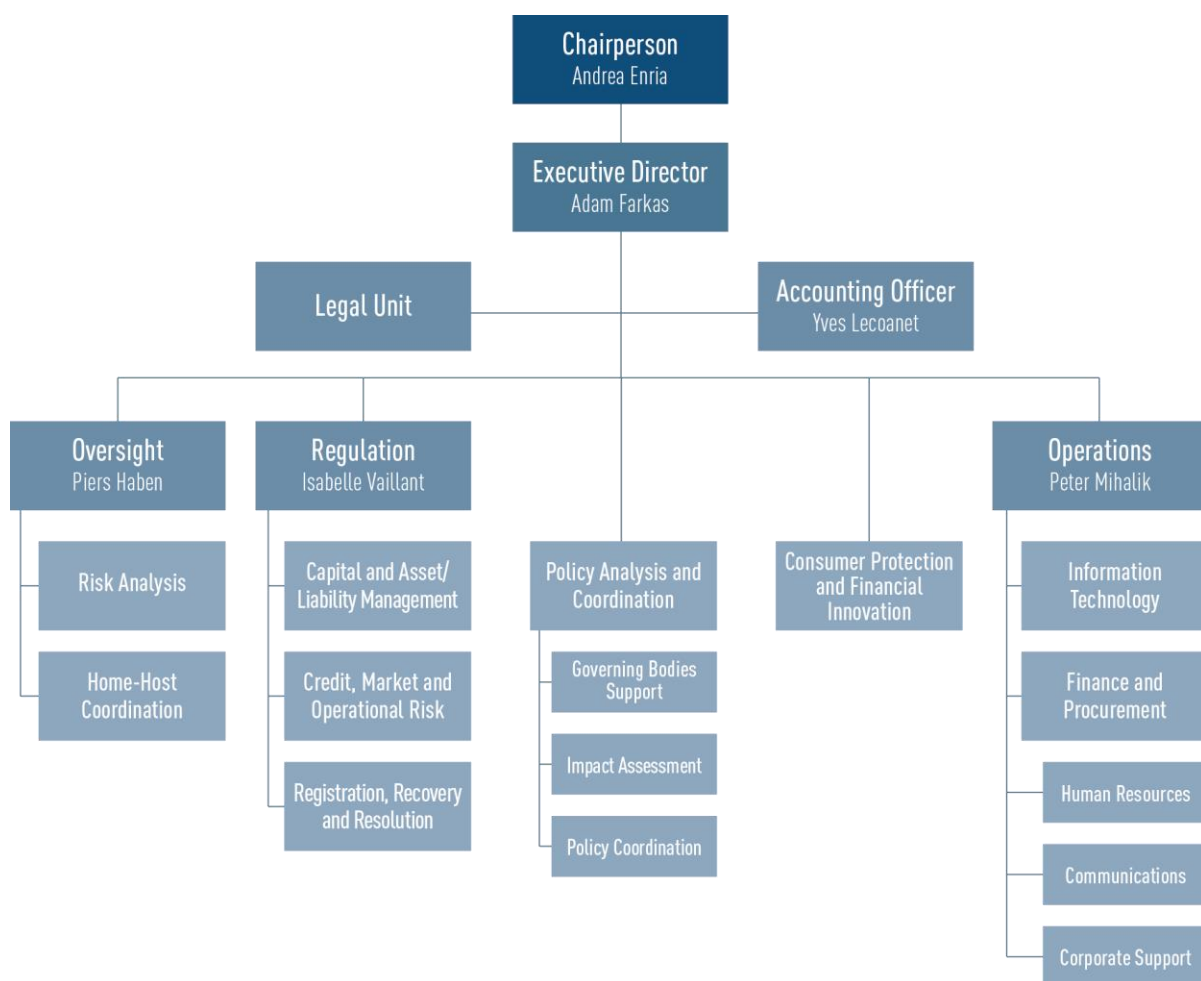 Chairperson
Andrea Enria
Executive Director
Adam Farkas
Legal Unit
Accounting Officer
Yves Lecoanet
Oversight
Piers Haben
Risk Analysis
Home-Host
Coordination
Regulation
Isabelle Vaillant
Capital and Asset/
Liability Management
Credit, Market and
Operational Risk
Registration, Recovery
and Resolution
Policy Analysis and
Coordination
Governing Bodies
Support
Impact Assessment
Policy Coordination
Consumer Protection
and Financial
Innovation
Operations
Peter Mihalik
Information
Technology
Finance and
Procurement
Human Resources
Communications
Corporate Support